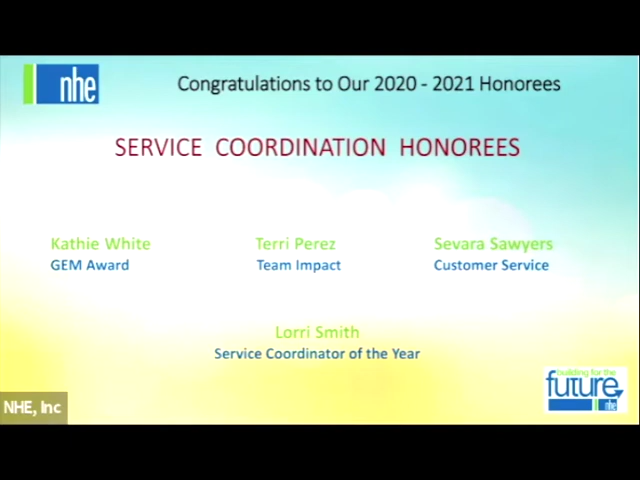 nhe
Congratulations to Our 2020 - 2021 Honorees
SERVICE COORDINATION HONOREES
Kathie White
GEM Award
Terri Perez
Team Impact
Sevara Sawyers
Customer Service
Lorri Smith
Service Coordinator of the Year
NHE, Inc
building for the
future
nhe